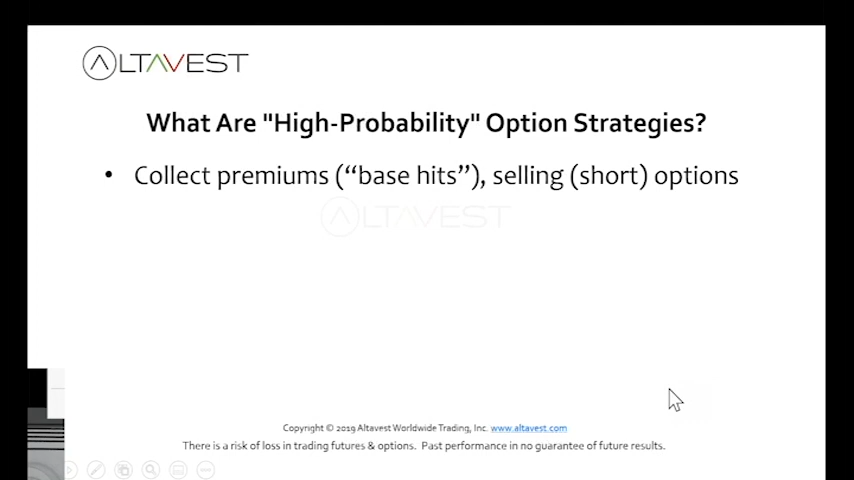 ALTAVEST
What Are "High-Probability" Option Strategies?
• Collect premiums (“base hits”), selling (short) options
ALTAVEST
Copyright © 2019 Altavest Worldwide Trading, Inc. www.altavest.com
There is a risk of loss in trading futures & options. Past performance in no guarantee of future results.